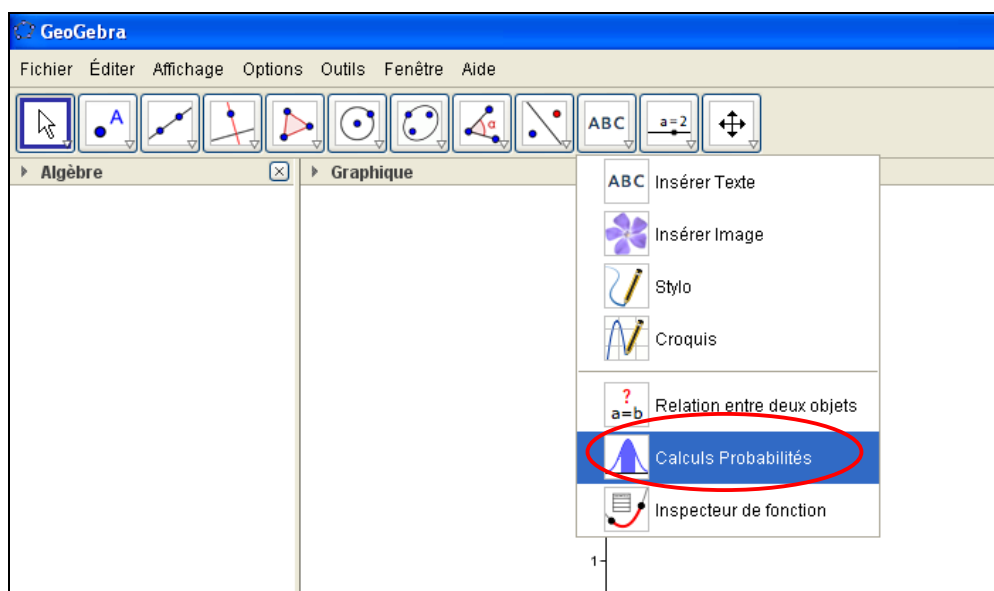 GeoGebra
Fichier Éditer Affichage Options Outils Fenêtre Aide
A α ABC a=2
Algèbre Graphique
ABC Insérer Texte
Insérer Image
Stylo
Croquis
? a=b Relation entre deux objets
Calculs Probabilités
Inspecteur de fonction
1